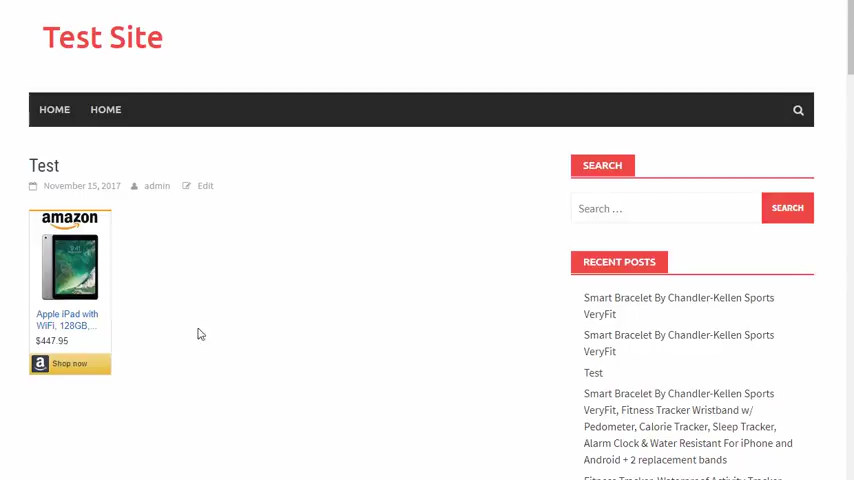 Test Site
HOME HOME
Test
November 15, 2017 admin Edit
amazon
Apple iPad with
WiFi, 128GB,...
$447.95
a Shop now
SEARCH
Search ... SEARCH
RECENT POSTS
Smart Bracelet By Chandler-Kellen Sports
VeryFit
Smart Bracelet By Chandler-Kellen Sports
VeryFit
Test
Smart Bracelet By Chandler-Kellen Sports
VeryFit, Fitness Tracker Wristband w/
Pedometer, Calorie Tracker, Sleep Tracker,
Alarm Clock & Water Resistant For iPhone and
Android + 2 replacement bands